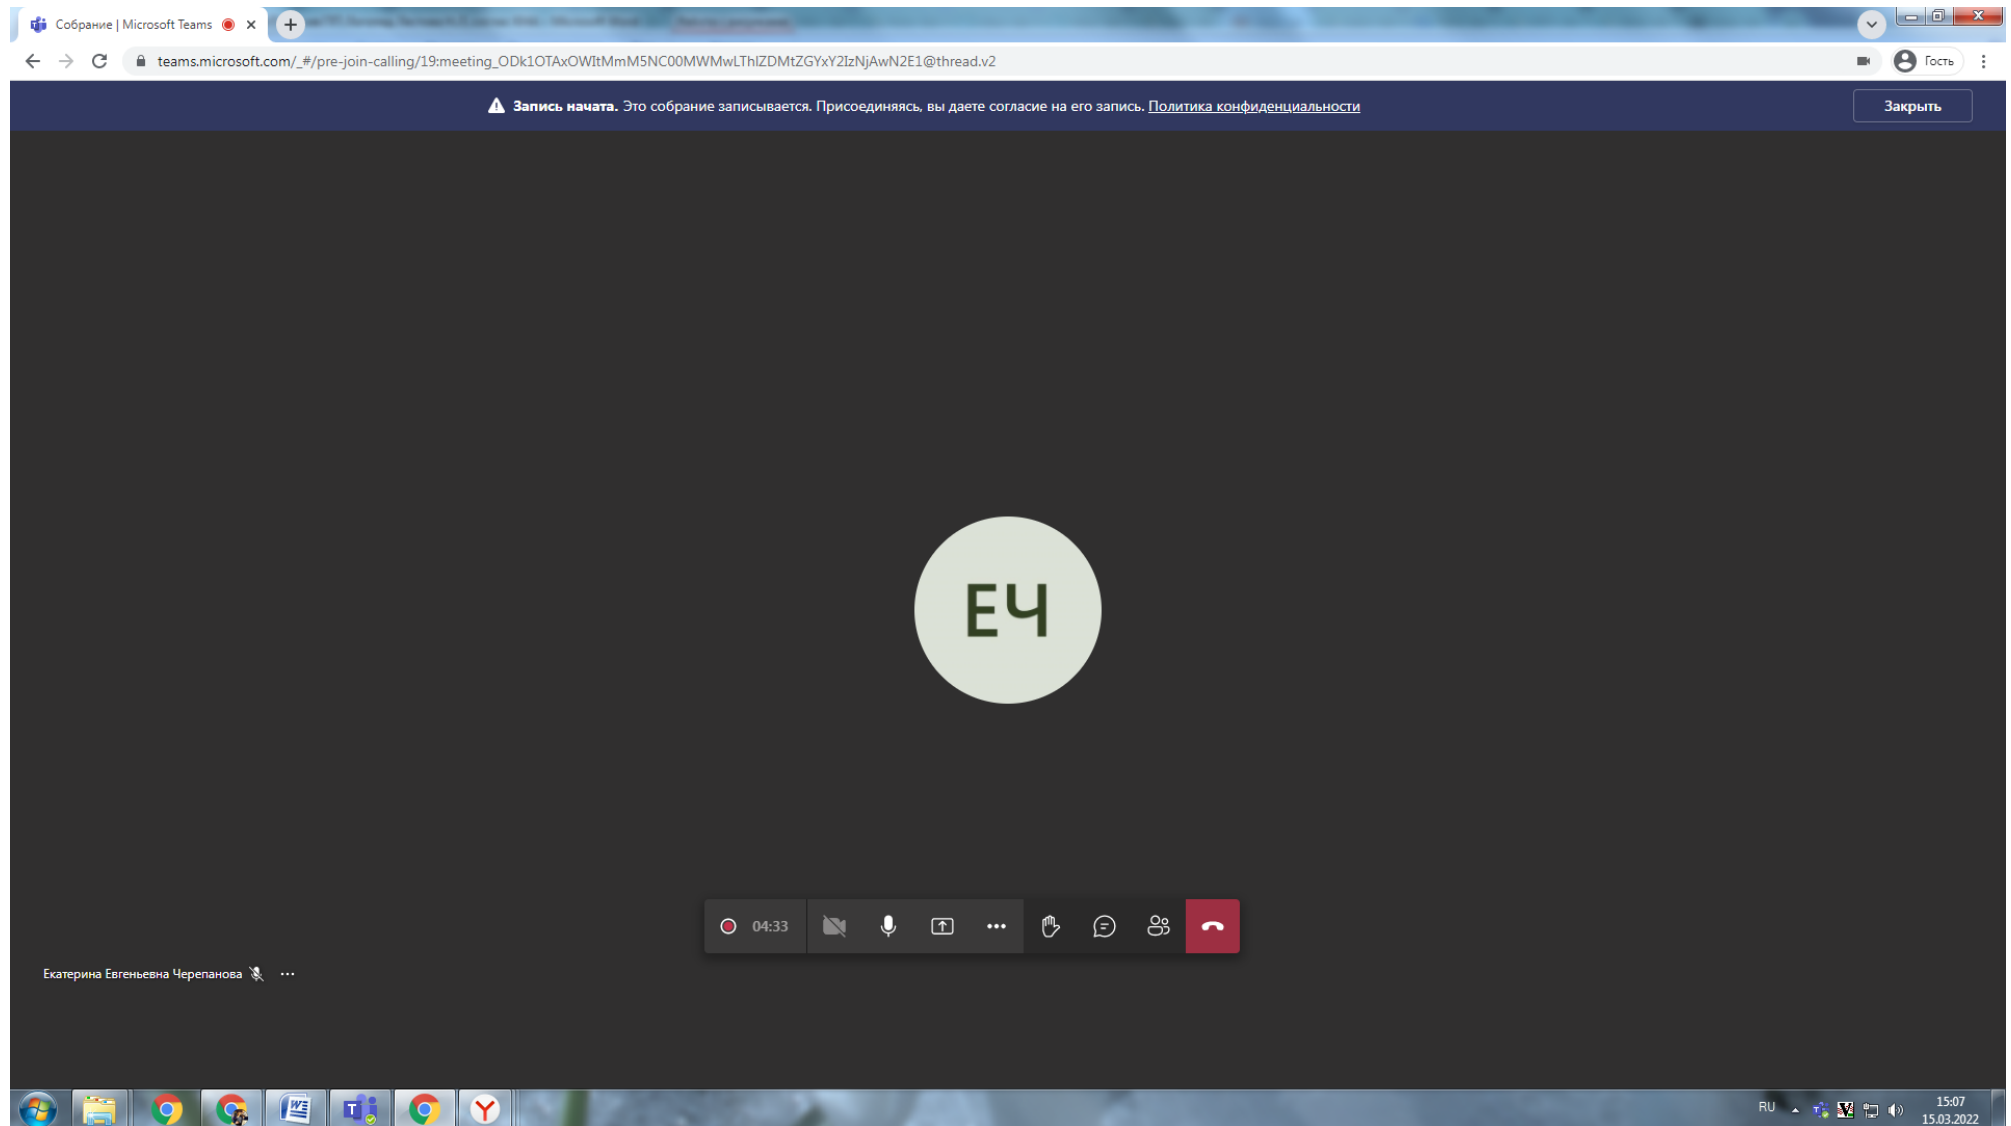 Собрание | Microsoft Teams
teams.microsoft.com/_#/pre-join-calling/19:meeting_ODk1OTAxOWItMmM5NC00MWMwLThlZDMtZGYxY2IzNjAwN2E1@thread.v2
Гость
Запись начата. Это собрание записывается. Присоединяясь, вы даете согласие на его запись. Политика конфиденциальности
Закрыть
ЕЧ
04:33
Екатерина Евгеньевна Черепанова
RU
15:07
15.03.2022